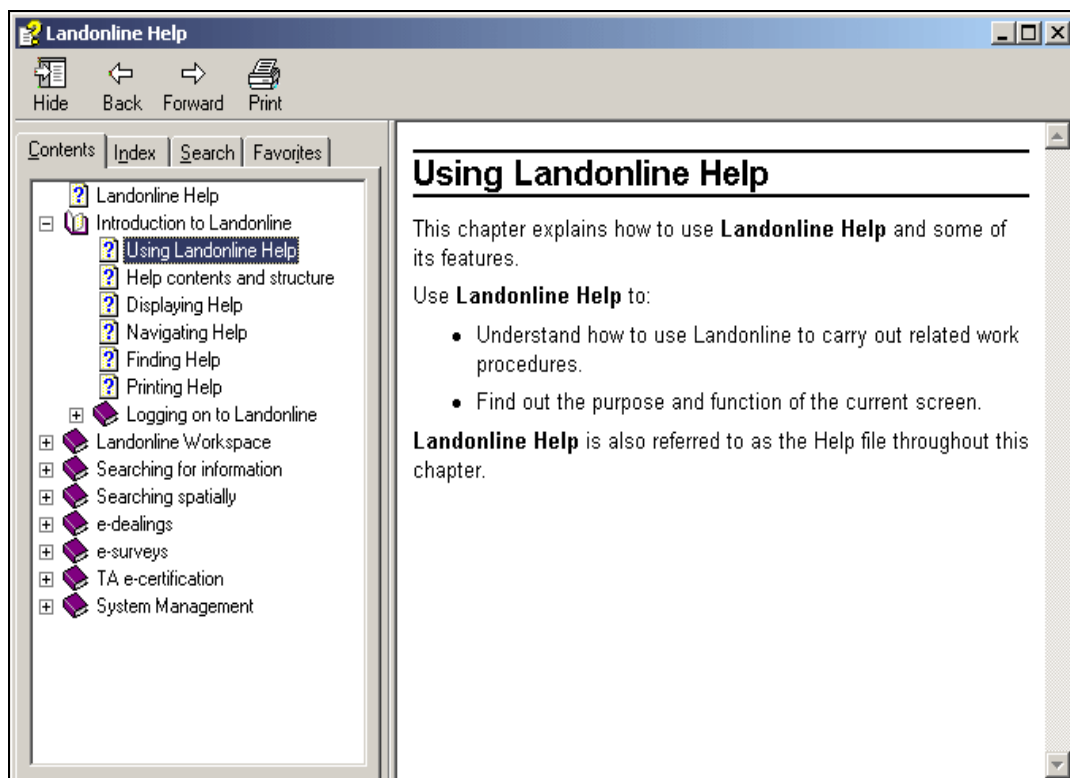 Landonline Help
Hide Back Forward Print
Contents Index Search Favorites
Landonline Help
Introduction to Landonline
Using Landonline Help
Help contents and structure
Displaying Help
Navigating Help
Finding Help
Printing Help
Logging on to Landonline
Landonline Workspace
Searching for information
Searching spatially
e-dealings
e-surveys
TA e-certification
System Management
Using Landonline Help
This chapter explains how to use Landonline Help and some of
its features.
Use Landonline Help to:
• Understand how to use Landonline to carry out related work
procedures.
• Find out the purpose and function of the current screen.
Landonline Help is also referred to as the Help file throughout this
chapter.